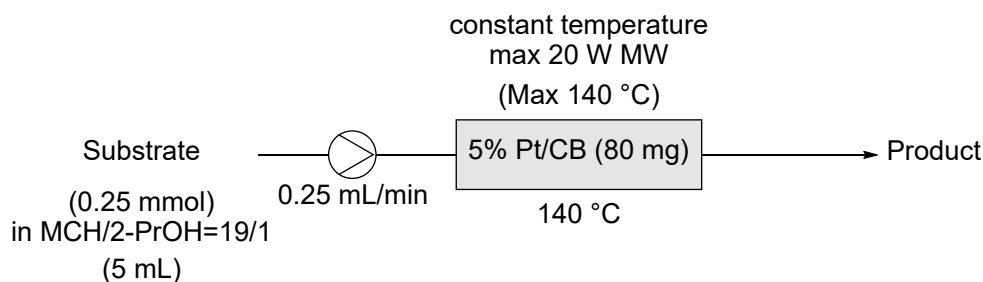 constant temperature
max 20 W MW
(Max 140 °C)
Substrate
5% Pt/CB (80 mg)
Product
(0.25 mmol)
0.25 mL/min
140 °C
in MCH/2-PrOH=19/1
(5 mL)